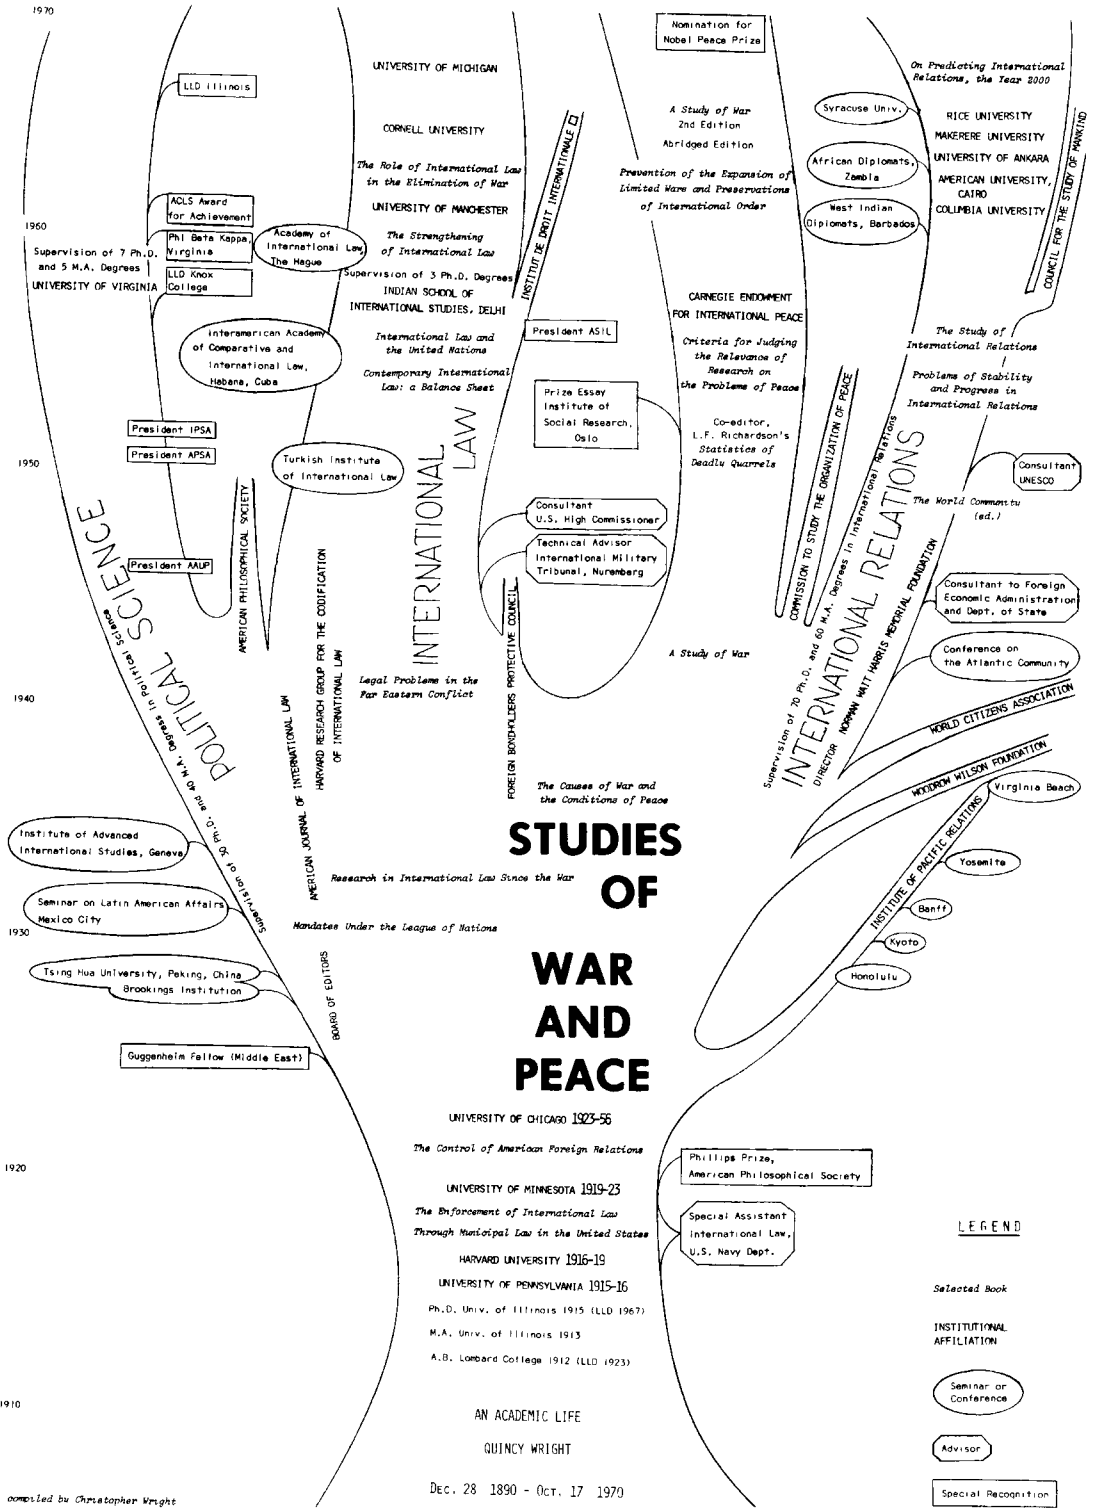 1970
Nomination for
Nobel Peace Prize
UNIVERSITY OF MICHIGAN
On Predicting International
Relations, the Year 2000
LLD Illinois
A Study of War
2nd Edition
Abridged Edition
Syracuse Univ.
RICE UNIVERSITY
CORNELL UNIVERSITY
MAKERERE UNIVERSITY
The Role of International Law
in the Elimination of War
Prevention of the Expansion of
Limited Wars and Preservations
of International Order
African Diplomats,
Zambia
UNIVERSITY OF ANKARA
AMERICAN UNIVERSITY,
CAIRO
COLUMBIA UNIVERSITY
COUNCIL FOR THE STUDY OF MANKIND
INSTITUT DE DROIT INTERNATIONALE
ACLS Award
for Achievement
UNIVERSITY OF MANCHESTER
West Indian
Diplomats, Barbados
1960
Phi Beta Kappa,
Virginia
Academy of
International Law,
The Hague
The Strengthening
of International Law
Supervision of 7 Ph.D.
and 5 M.A. Degrees
UNIVERSITY OF VIRGINIA
LLD Knox
College
Supervision of 3 Ph.D. Degrees
INDIAN SCHOOL OF
INTERNATIONAL STUDIES, DELHI
CARNEGIE ENDOWMENT
FOR INTERNATIONAL PEACE
Interamerican Academy
of Comparative and
International Law,
Habana, Cuba
International Law and
the United Nations
President ASIL
Criteria for Judging
the Relevance of
Research on
the Problems of Peace
The Study of
International Relations
Contemporary International
Law: a Balance Sheet
Prize Essay
Institute of
Social Research,
Oslo
Problems of Stability
and Progress in
International Relations
President IPSA
President APSA
Co-editor,
L.F. Richardson's
Statistics of
Deadly Quarrels
COMMISSION TO STUDY THE ORGANIZATION OF PEACE
1950
Turkish Institute
of International Law
INTERNATIONAL
LAW
Consultant
UNESCO
Consultant
U.S. High Commissioner
The World Community
(ed.)
Technical Advisor
International Military
Tribunal, Nuremberg
POLITICAL SCIENCE
Supervision of 30 Ph.D. and 40 M.A. Degress in Political Science
President AAUP
AMERICAN PHILOSOPHICAL SOCIETY
INTERNATIONAL RELATIONS
Supervision of 70 Ph.D. and 60 M.A. Degrees in International Relations
DIRECTOR NORMAN WAIT HARRIS MEMORIAL FOUNDATION
Consultant to Foreign
Economic Administration
and Dept. of State
Conference on
the Atlantic Community
A Study of War
HARVARD RESEARCH GROUP FOR THE CODIFICATION
OF INTERNATIONAL LAW
Legal Problems in the
Far Eastern Conflict
FOREIGN BONDHOLDERS PROTECTIVE COUNCIL
1940
WORLD CITIZENS ASSOCIATION
WOODROW WILSON FOUNDATION
BOARD OF EDITORS AMERICAN JOURNAL OF INTERNATIONAL LAW
The Causes of War and
the Conditions of Peace
Virginia Beach
Institute of Advanced
International Studies, Geneva
STUDIES
OF
WAR
AND
PEACE
INSTITUTE OF PACIFIC RELATIONS
Yosemite
Research in International Law Since the War
Seminar on Latin American Affairs
Mexico City
Banff
Mandates Under the League of Nations
1930
Kyoto
Tsing Hua University, Peking, China
Brookings Institution
Honolulu
Guggenheim Fellow (Middle East)
UNIVERSITY OF CHICAGO 1923-56
The Control of American Foreign Relations
Phillips Prize,
American Philosophical Society
1920
UNIVERSITY OF MINNESOTA 1919-23
The Enforcement of International Law
Through Municipal Law in the United States
Special Assistant
International Law,
U.S. Navy Dept.
HARVARD UNIVERSITY 1916-19
UNIVERSITY OF PENNSYLVANIA 1915-16
Ph.D. Univ. of Illinois 1915 (LLD 1967)
M.A. Univ. of Illinois 1913
A.B. Lombard College 1912 (LLD 1923)
1910
AN ACADEMIC LIFE
QUINCY WRIGHT
DEC. 28 1890 - OCT. 17 1970
LEGEND
Selected Book
INSTITUTIONAL
AFFILIATION
Seminar or
Conference
Advisor
Special Recognition
compiled by Christopher Wright